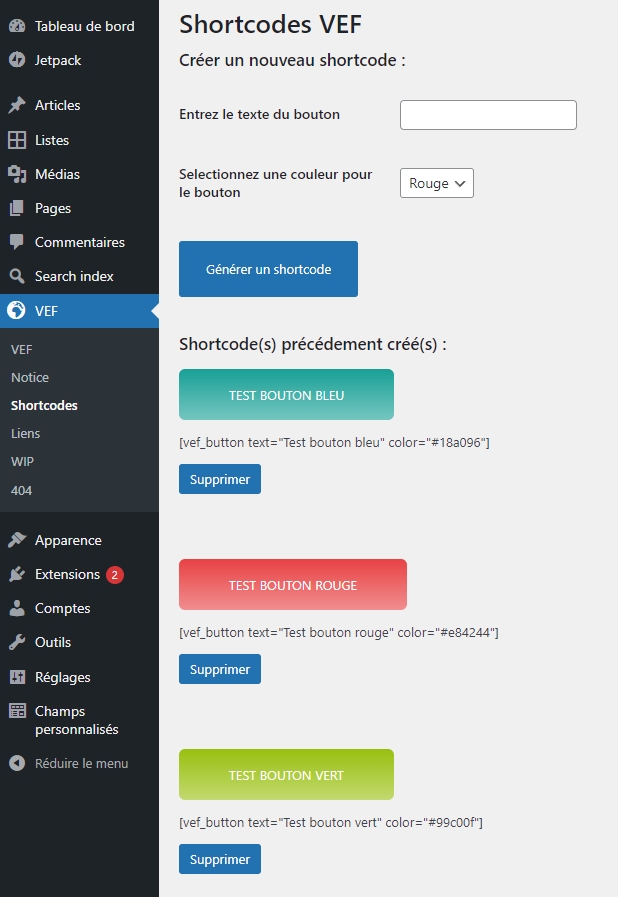 Tableau de bord
Jetpack
Articles
Listes
Médias
Pages
Commentaires
Search index
VEF
VEF
Notice
Shortcodes
Liens
WIP
404
Apparence
Extensions 2
Comptes
Outils
Réglages
Champs
personnalisés
Réduire le menu
Shortcodes VEF
Créer un nouveau shortcode :
Entrez le texte du bouton
Selectionnez une couleur pour
le bouton
Rouge
Générer un shortcode
Shortcode(s) précédement créé(s) :
TEST BOUTON BLEU
[vef_button text="Test bouton bleu" color="#18a096"]
Supprimer
TEST BOUTON ROUGE
[vef_button text="Test bouton rouge" color="#e84244"]
Supprimer
TEST BOUTON VERT
[vef_button text="Test bouton vert" color="#99c00f"]
Supprimer